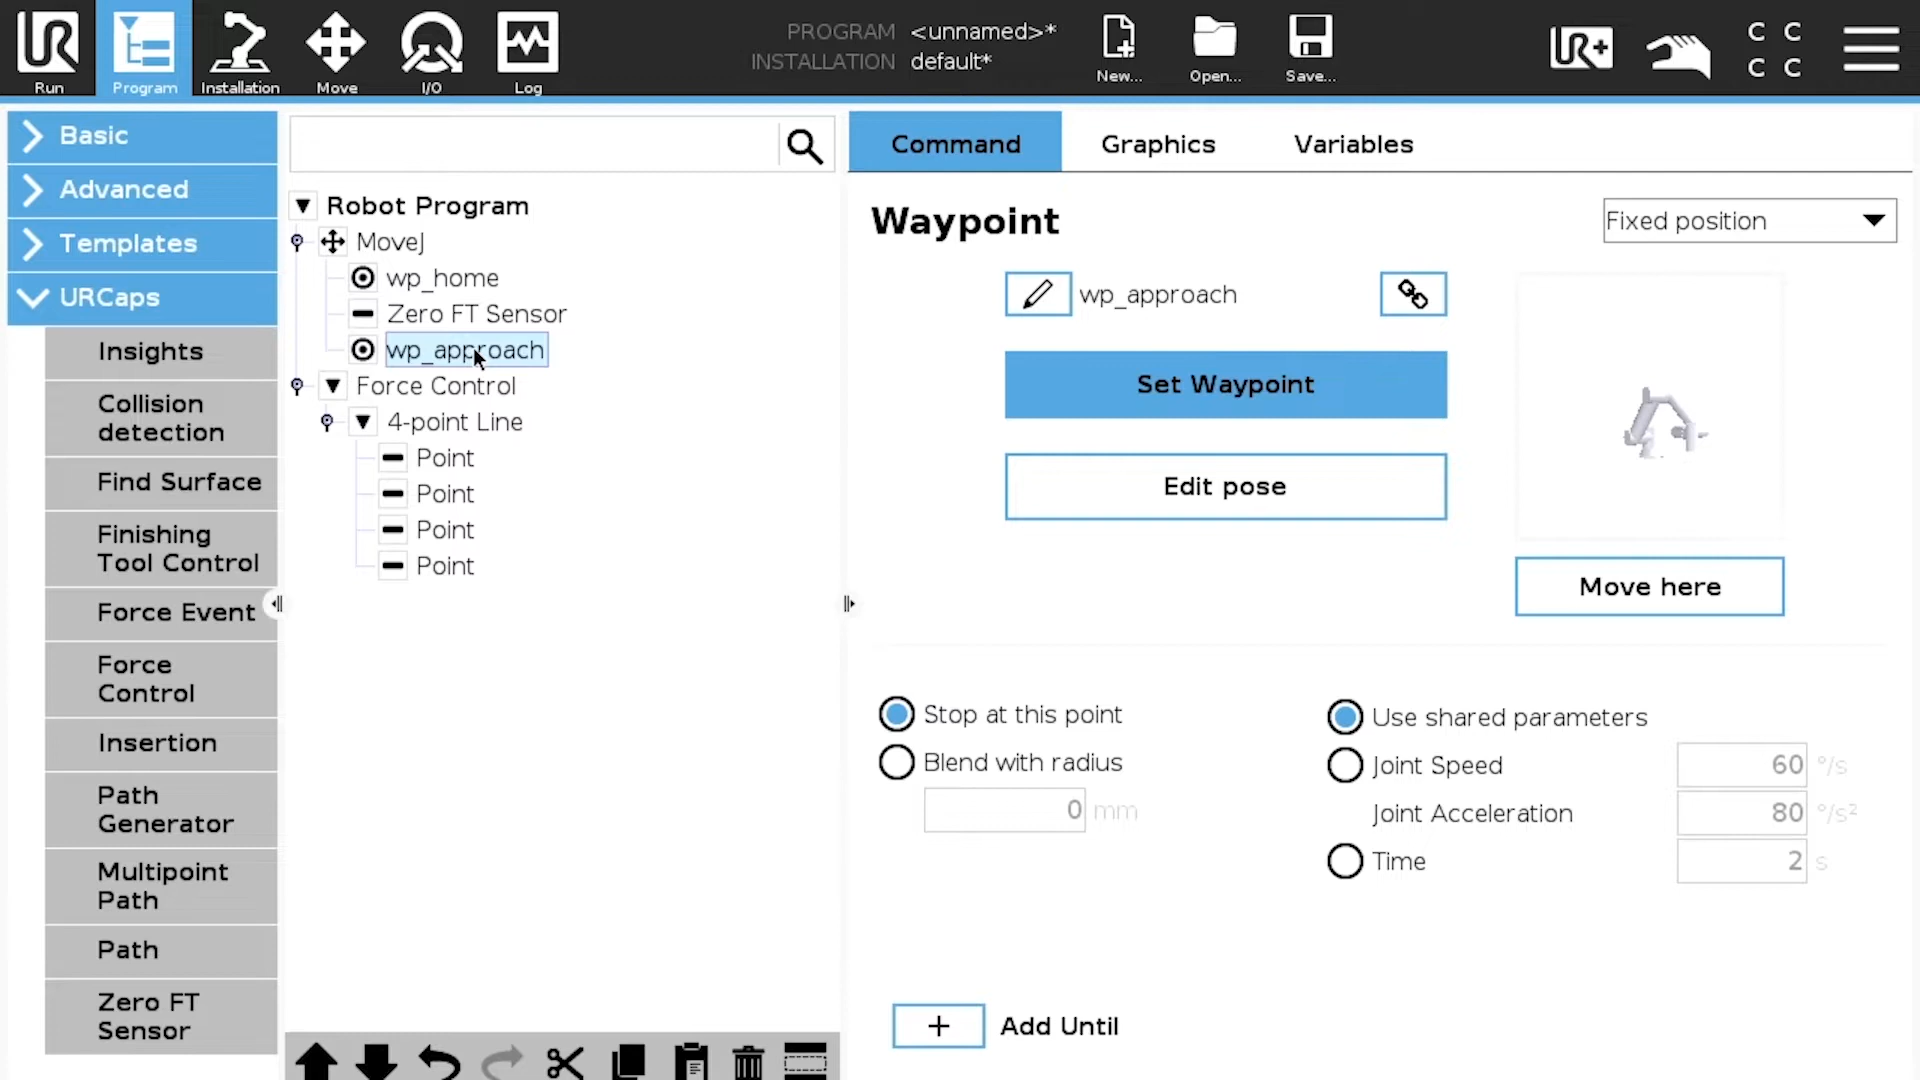 PROGRAM <unnamed>*
INSTALLATION default*
UR+
C C
C C
Run
Program
Installation
Move
I/O
Log
New...
Open...
Save...
Basic
Advanced
Templates
URCaps
Insights
Collision
detection
Find Surface
Finishing
Tool Control
Force Event
Force
Control
Insertion
Path
Generator
Multipoint
Path
Path
Zero FT
Sensor
Robot Program
MoveJ
wp_home
Zero FT Sensor
wp_approach
Force Control
4-point Line
Point
Point
Point
Point
Command
Graphics
Variables
Waypoint
Fixed position
wp_approach
Set Waypoint
Edit pose
Move here
Stop at this point
Blend with radius
0 mm
Use shared parameters
Joint Speed 60 °/s
Joint Acceleration 80 °/s²
Time 2 s
+ Add Until